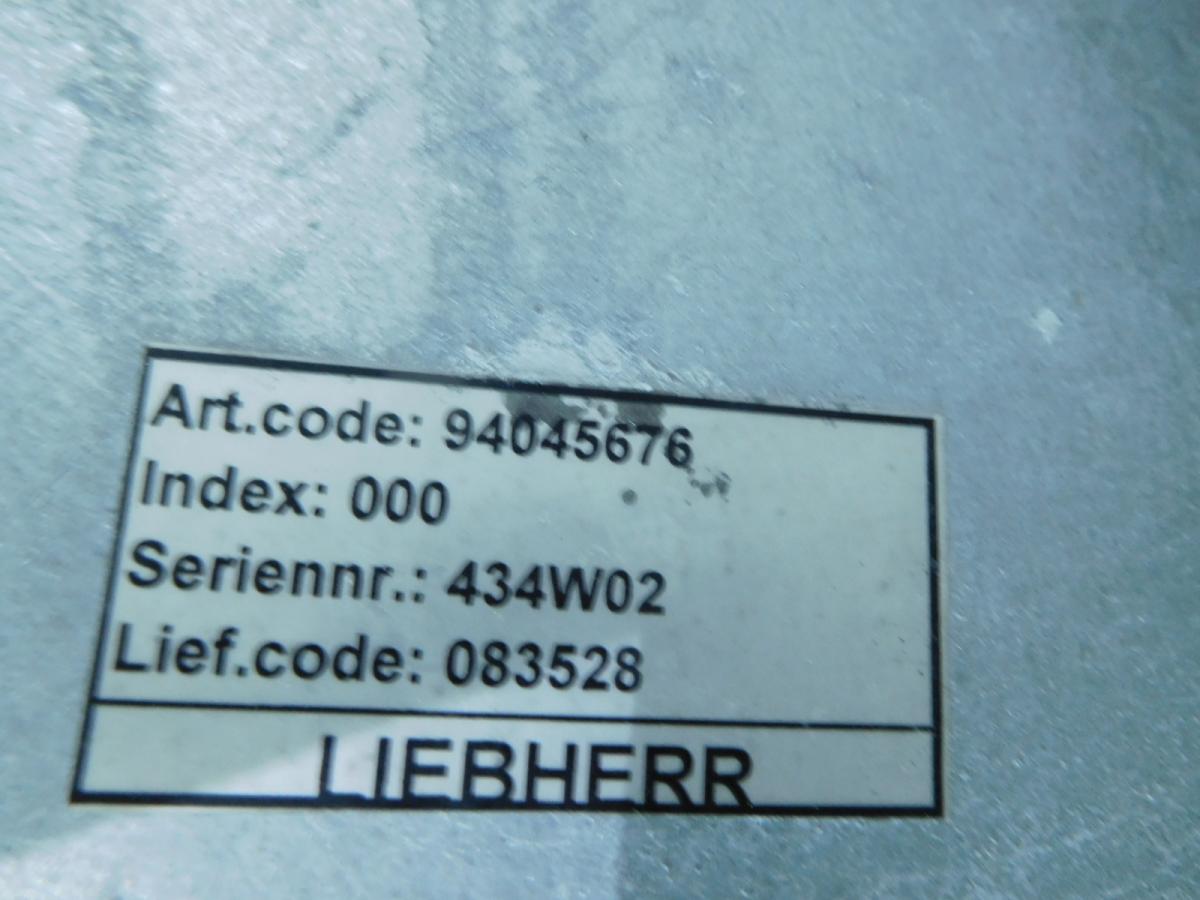 Art.code: 94045676
Index: 000
Seriennr.: 434W02
Lief.code: 083528
LIEBHERR